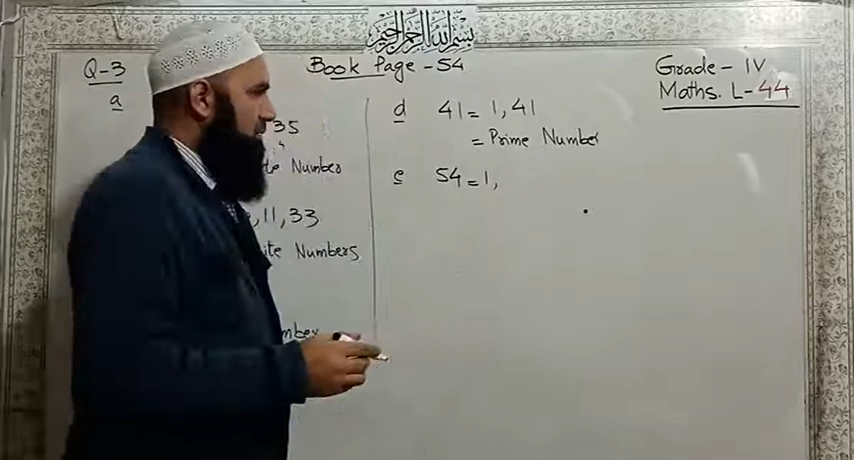 بسم الله الرحمن الرحيم
Q-3
Book Page - 54
Grade - IV
Maths. L-44
a
35
Number
, 11, 33
Numbers
d 41 = 1, 41
= Prime Number
e 54 = 1,